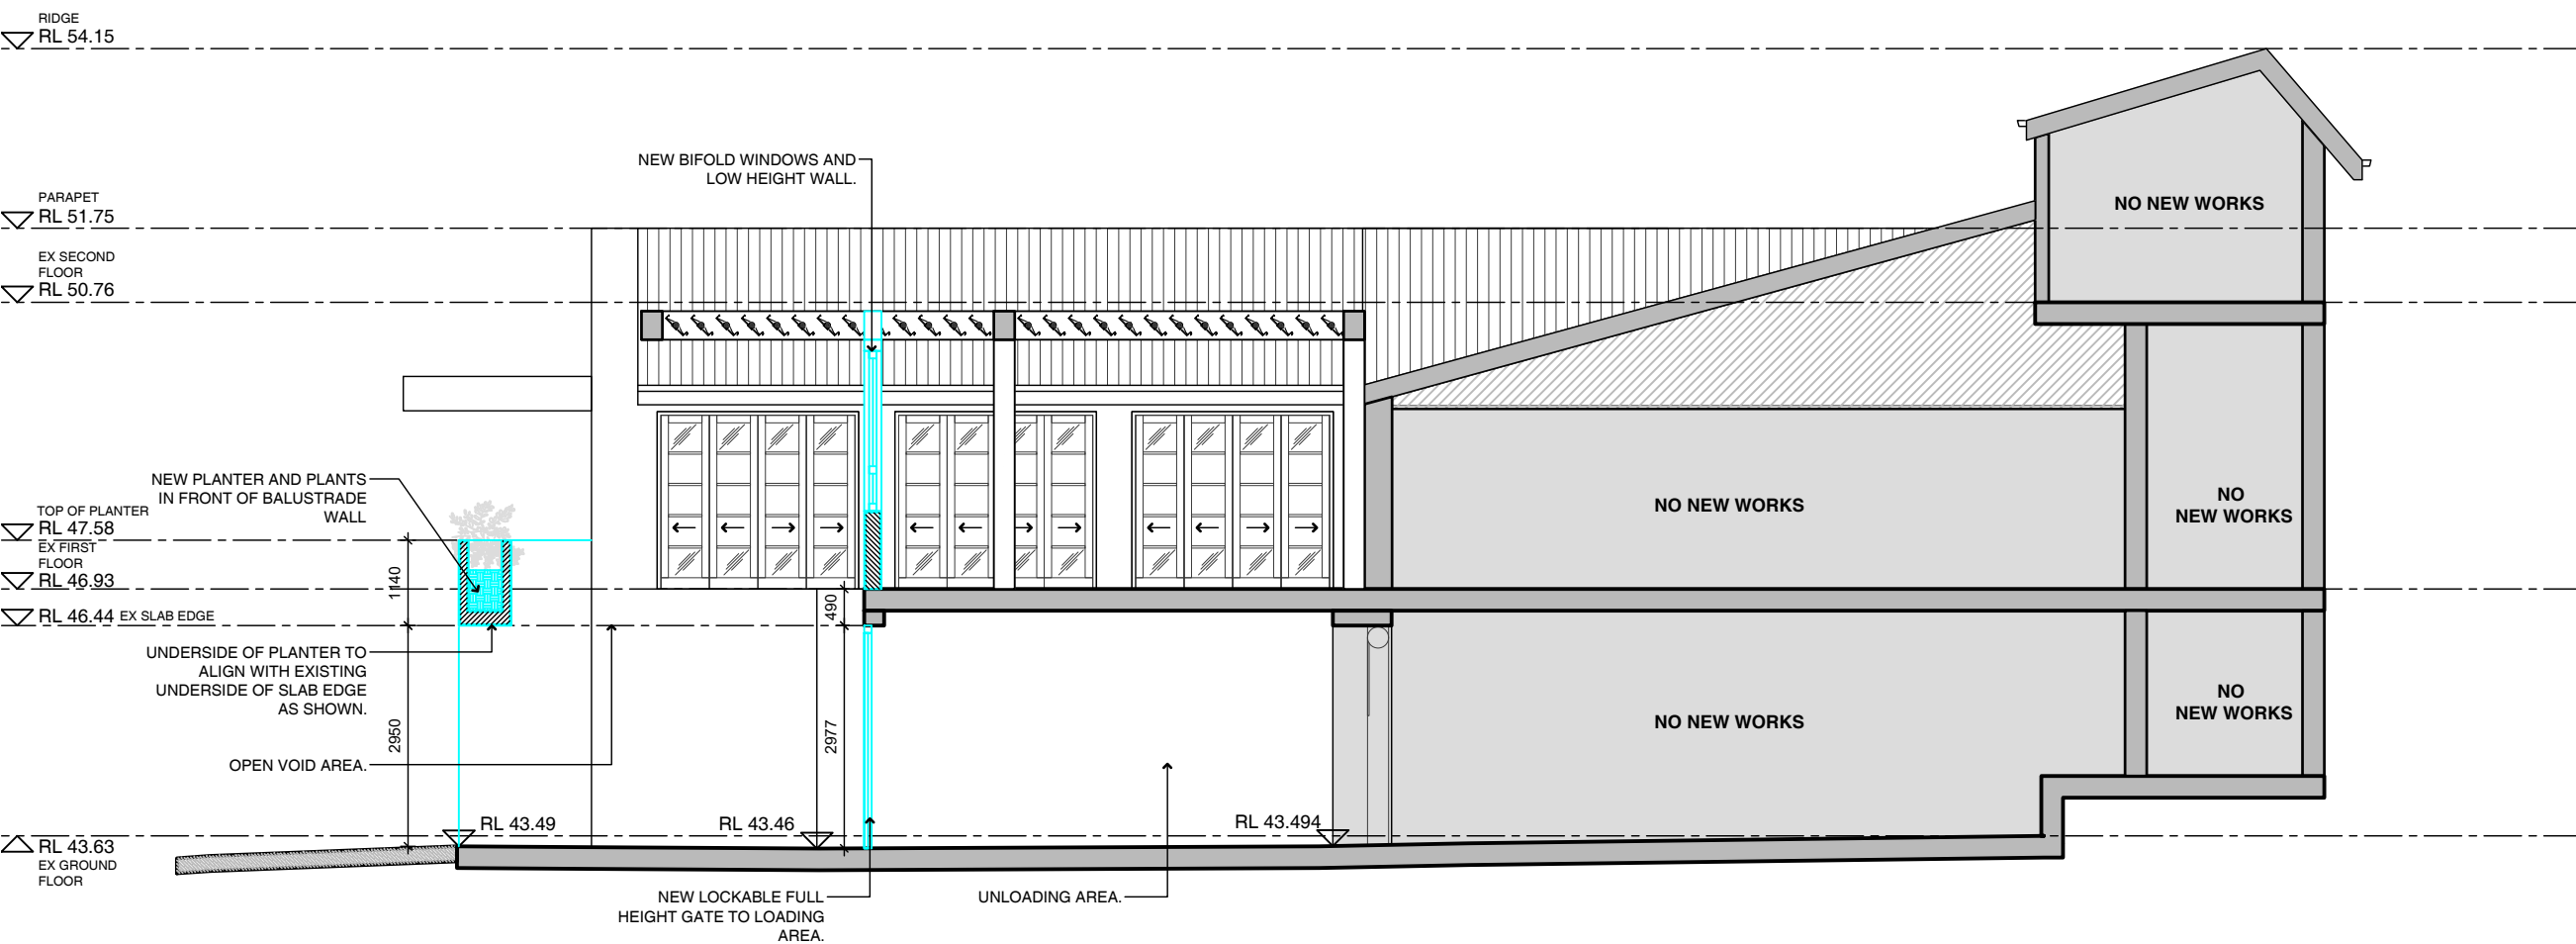 RIDGE
RL 54.15
NEW BIFOLD WINDOWS AND
LOW HEIGHT WALL.
PARAPET
RL 51.75
NO NEW WORKS
EX SECOND
FLOOR
RL 50.76
NEW PLANTER AND PLANTS
IN FRONT OF BALUSTRADE
WALL
TOP OF PLANTER
RL 47.58
EX FIRST
FLOOR
RL 46.93
RL 46.44 EX SLAB EDGE
1140
490
NO NEW WORKS
NO
NEW WORKS
UNDERSIDE OF PLANTER TO
ALIGN WITH EXISTING
UNDERSIDE OF SLAB EDGE
AS SHOWN.
2950
2977
OPEN VOID AREA.
NO NEW WORKS
NO
NEW WORKS
RL 43.49
RL 43.46
RL 43.494
RL 43.63
EX GROUND
FLOOR
NEW LOCKABLE FULL
HEIGHT GATE TO LOADING
AREA.
UNLOADING AREA.